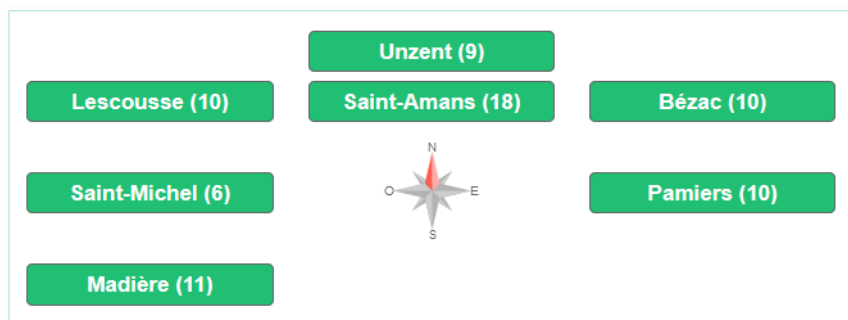 Unzent (9)
Lescousse (10)
Saint-Amans (18)
Bézac (10)
N
Saint-Michel (6)
O
E
Pamiers (10)
S
Madière (11)